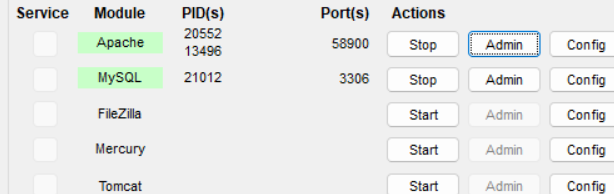 Service Module PID(s) Port(s) Actions
Apache 20552 13496 58900 Stop Admin Config
MySQL 21012 3306 Stop Admin Config
FileZilla Start Admin Config
Mercury Start Admin Config
Tomcat Start Admin Config